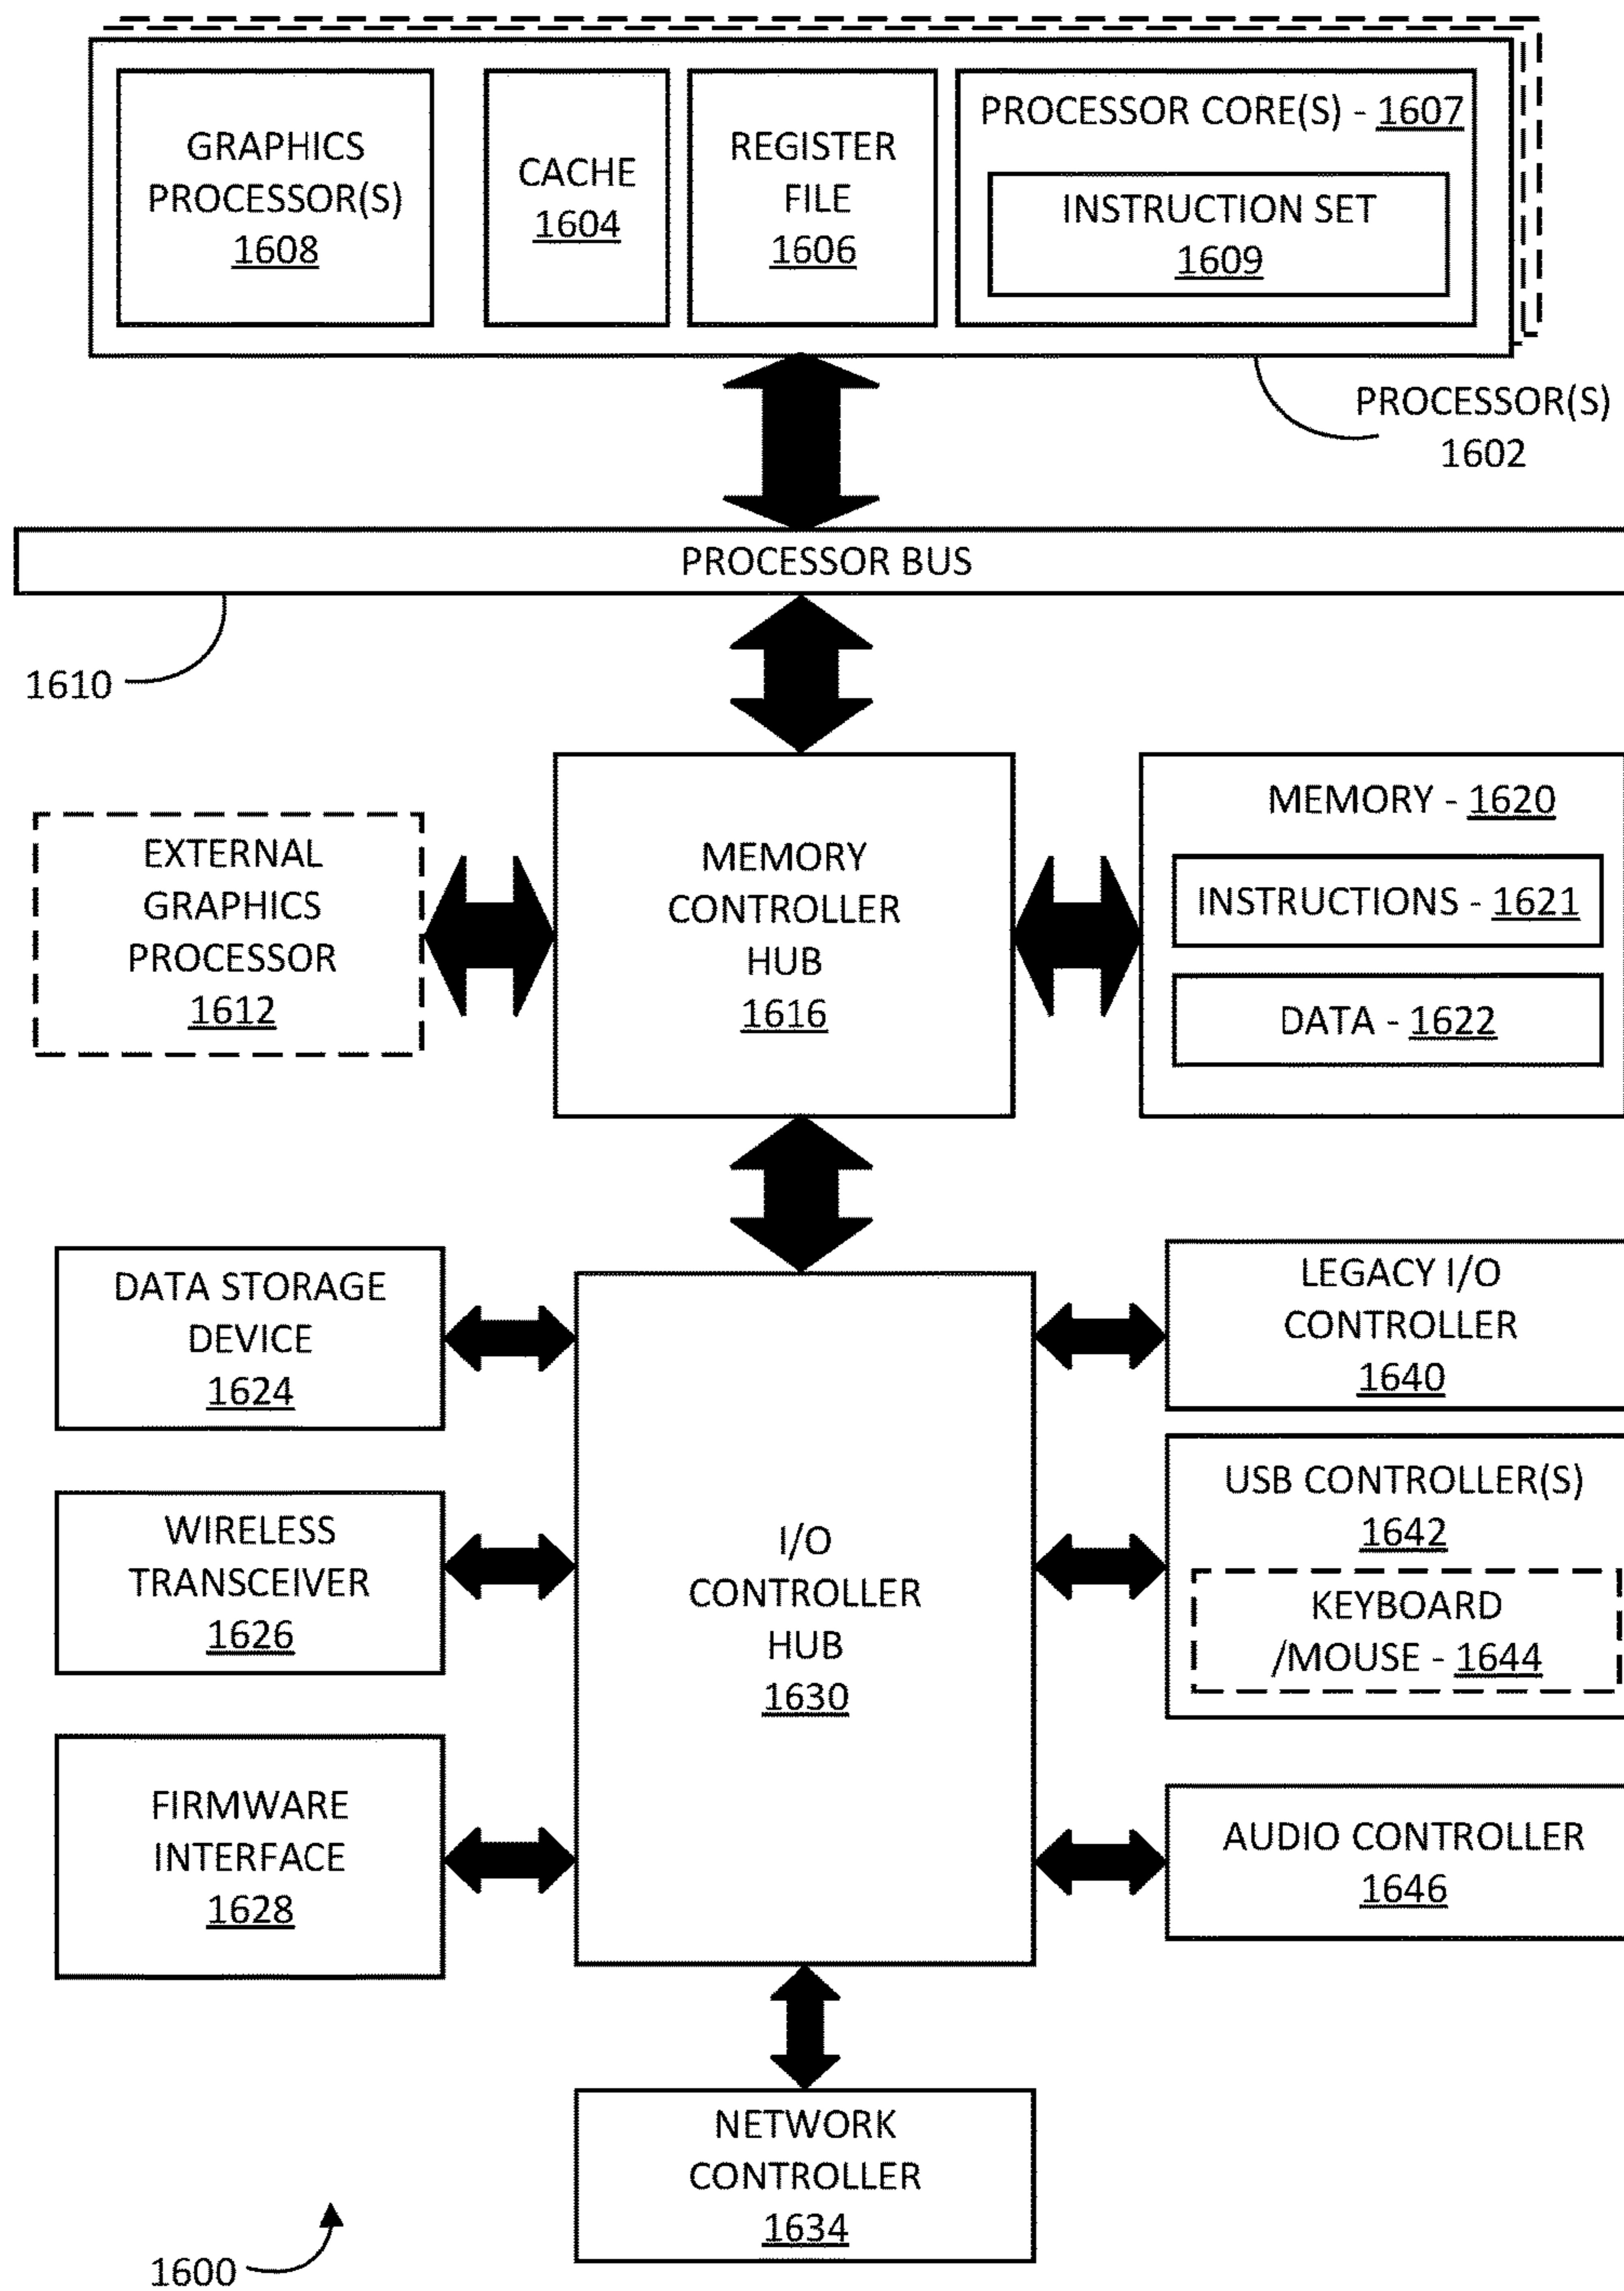 GRAPHICS
PROCESSOR(S)
1608
CACHE
1604
REGISTER
FILE
1606
PROCESSOR CORE(S) - 1607
INSTRUCTION SET
1609
PROCESSOR(S)
1602
PROCESSOR BUS
1610
EXTERNAL
GRAPHICS
PROCESSOR
1612
MEMORY
CONTROLLER
HUB
1616
MEMORY - 1620
INSTRUCTIONS - 1621
DATA - 1622
DATA STORAGE
DEVICE
1624
WIRELESS
TRANSCEIVER
1626
FIRMWARE
INTERFACE
1628
I/O
CONTROLLER
HUB
1630
LEGACY I/O
CONTROLLER
1640
USB CONTROLLER(S)
1642
KEYBOARD
/MOUSE - 1644
AUDIO CONTROLLER
1646
NETWORK
CONTROLLER
1634
1600